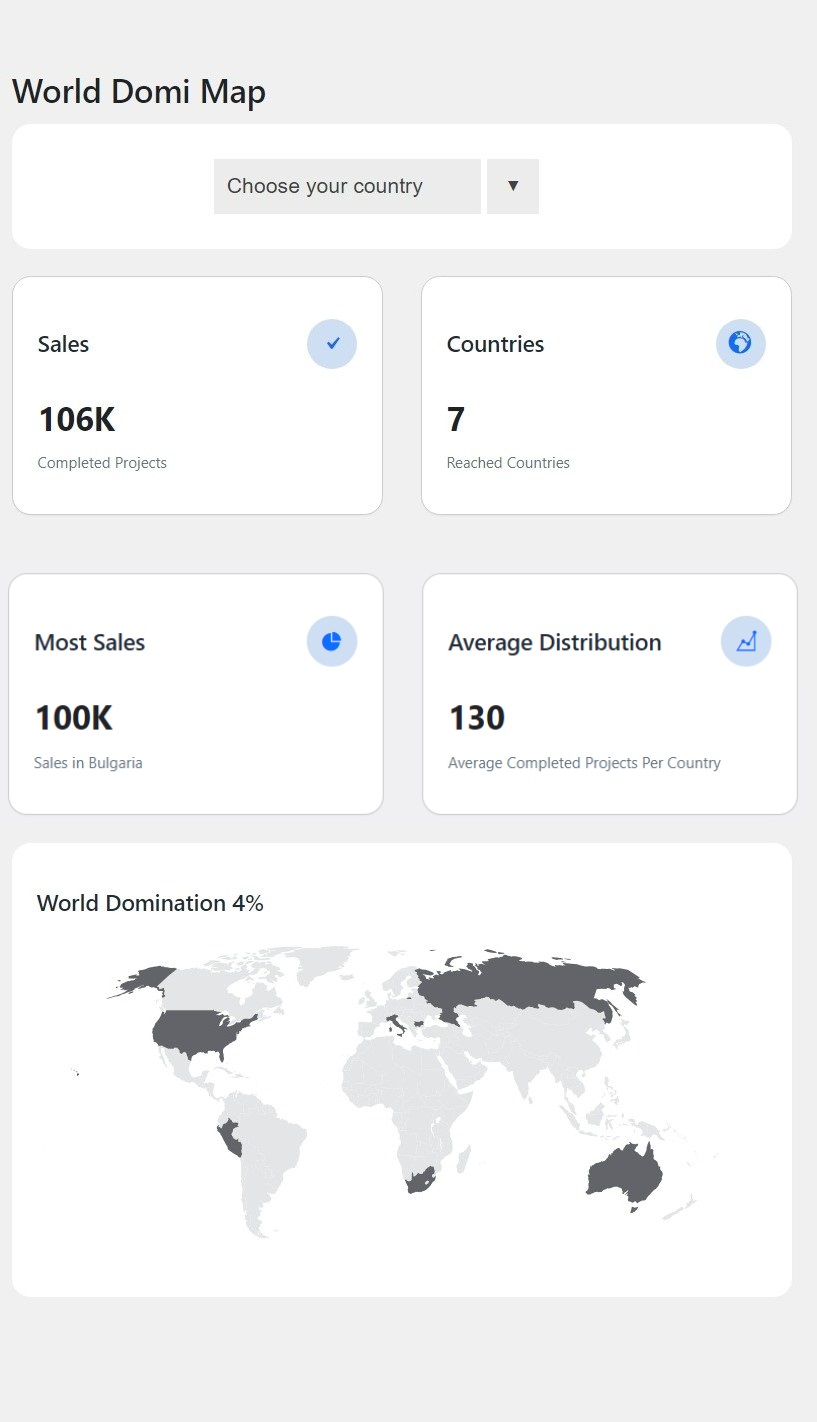 World Domi Map
Choose your country
▼
Sales
106K
Completed Projects
Countries
7
Reached Countries
Most Sales
100K
Sales in Bulgaria
Average Distribution
130
Average Completed Projects Per Country
World Domination 4%